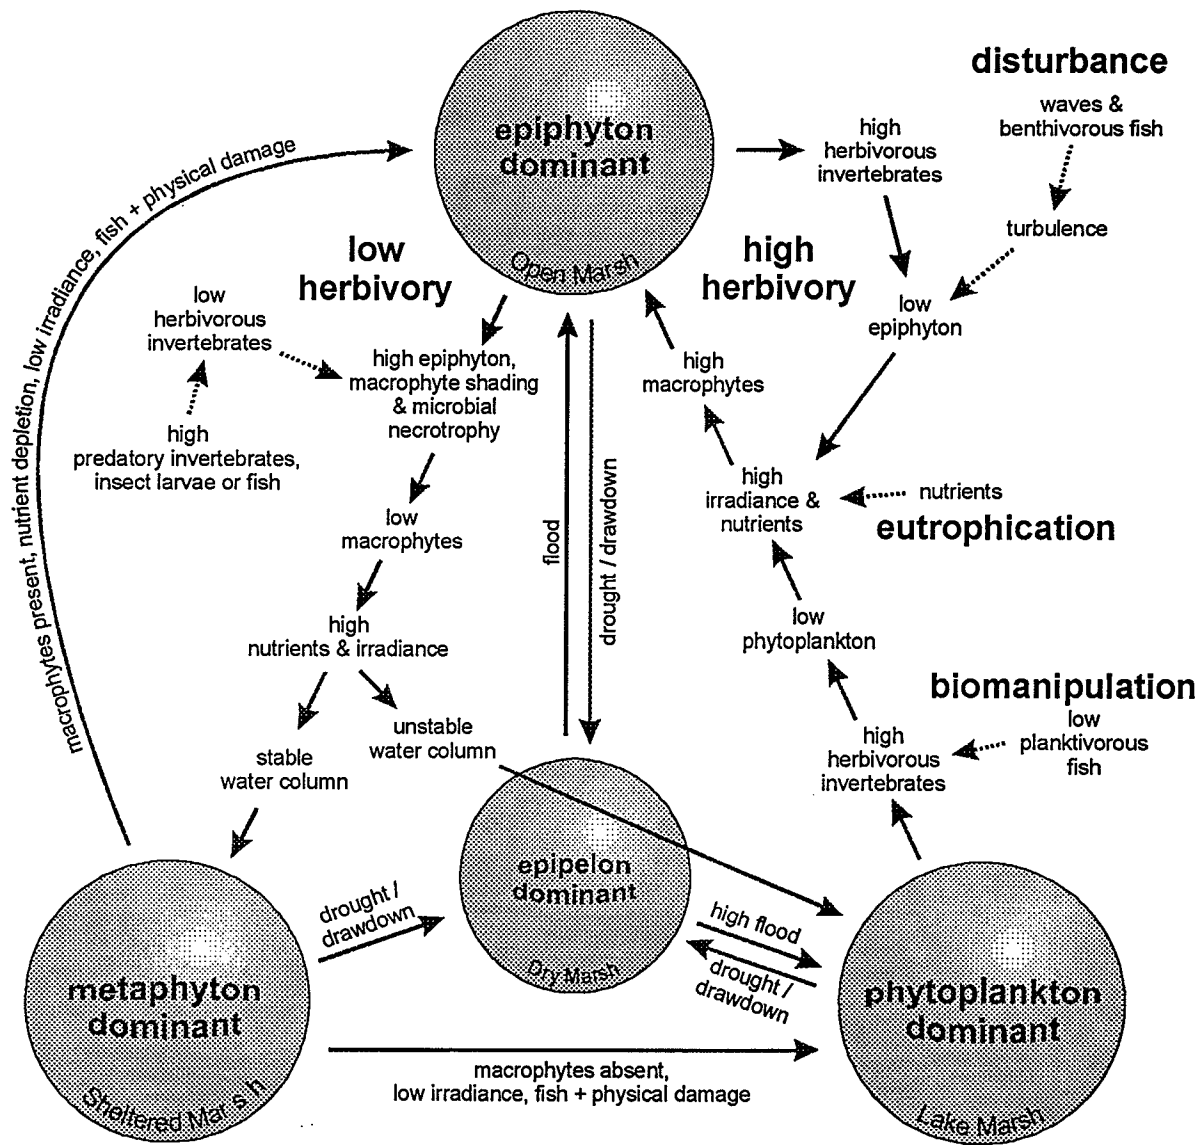 disturbance
waves &
benthivorous fish
turbulence
epiphyton
dominant
Open Marsh
high
herbivorous
invertebrates
low
epiphyton
macrophytes present, nutrient depletion, low irradiance, fish + physical damage
low
herbivory
high
herbivory
low
herbivorous
invertebrates
high
predatory invertebrates,
insect larvae or fish
high epiphyton,
macrophyte shading
& microbial
necrotrophy
low
macrophytes
high
nutrients & irradiance
stable
water column
unstable
water column
flood
drought / drawdown
high
macrophytes
high
irradiance &
nutrients
nutrients
eutrophication
low
phytoplankton
biomanipulation
low
planktivorous
fish
high
herbivorous
invertebrates
epipelon
dominant
Dry Marsh
drought /
drawdown
high flood
drought /
drawdown
metaphyton
dominant
Sheltered Marsh
phytoplankton
dominant
Lake Marsh
macrophytes absent,
low irradiance, fish + physical damage